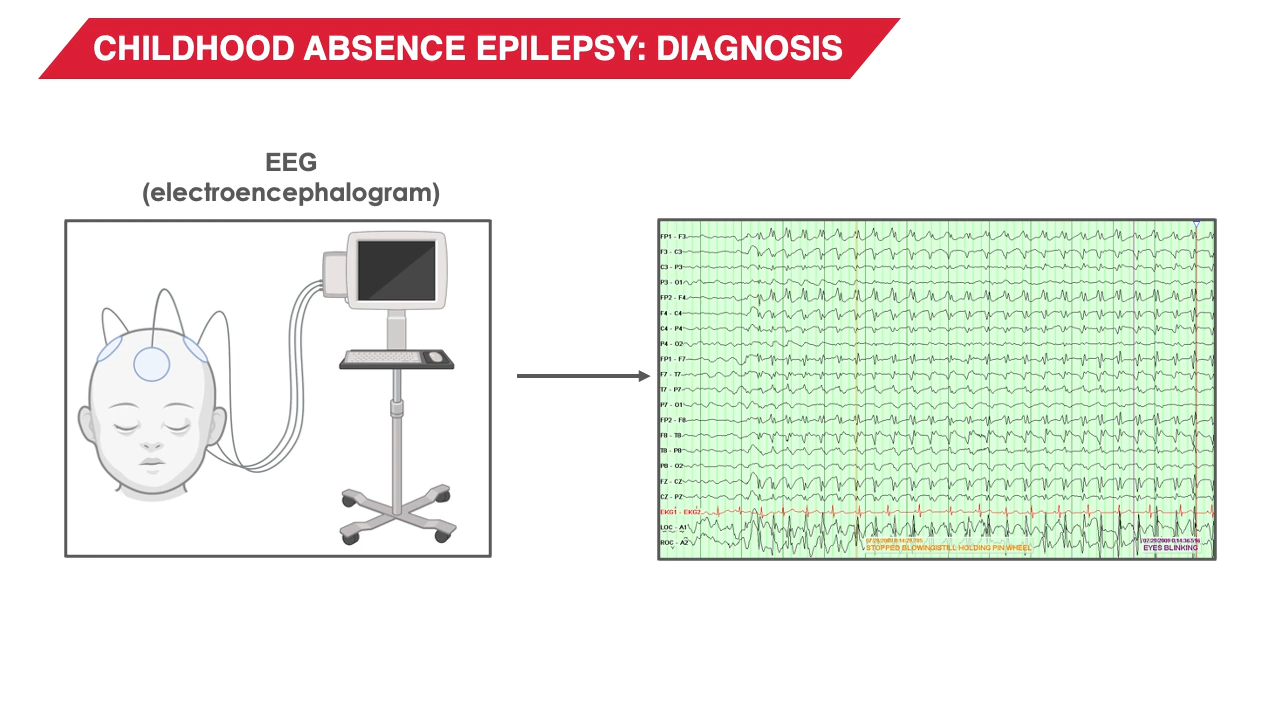 CHILDHOOD ABSENCE EPILEPSY: DIAGNOSIS
EEG
(electroencephalogram)
FP1 - F3
F3 - C3
C3 - P3
P3 - O1
FP2 - F4
F4 - C4
C4 - P4
P4 - O2
FP1 - F7
F7 - T7
T7 - P7
P7 - O1
FP2 - F8
F8 - T8
T8 - P8
P8 - O2
FZ - CZ
CZ - PZ
EKG1 - EKG2
LOC - A1
ROC - A2
STOPPED BLOWING/STILL HOLDING PIN WHEEL
EYES BLINKING